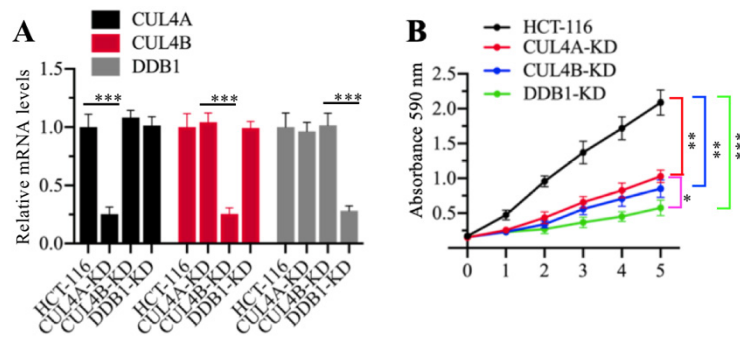 A
CUL4A
CUL4B
DDB1
Relative mRNA levels
1.5
1.0
0.5
0.0
***
***
***
HCT-116
CUL4A-KD
CUL4B-KD
DDB1-KD
HCT-116
CUL4A-KD
CUL4B-KD
DDB1-KD
HCT-116
CUL4A-KD
CUL4B-KD
DDB1-KD
B
HCT-116
CUL4A-KD
CUL4B-KD
DDB1-KD
Absorbance 590 nm
2.5
2.0
1.5
1.0
0.5
0 1 2 3 4 5
**
**
***
*